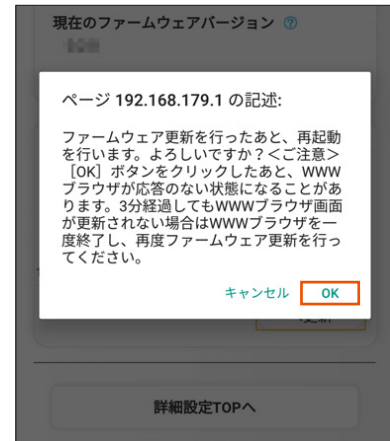 現在のファームウェアバージョン ?
ページ 192.168.179.1 の記述:
ファームウェア更新を行ったあと、再起動
を行います。よろしいですか?<ご注意>
[OK]ボタンをクリックしたあと、WWW
ブラウザが応答のない状態になることがあ
ります。3分経過してもWWWブラウザ画面
が更新されない場合はWWWブラウザを一
度終了し、再度ファームウェア更新を行っ
てください。
キャンセル OK
更新
詳細設定TOPへ